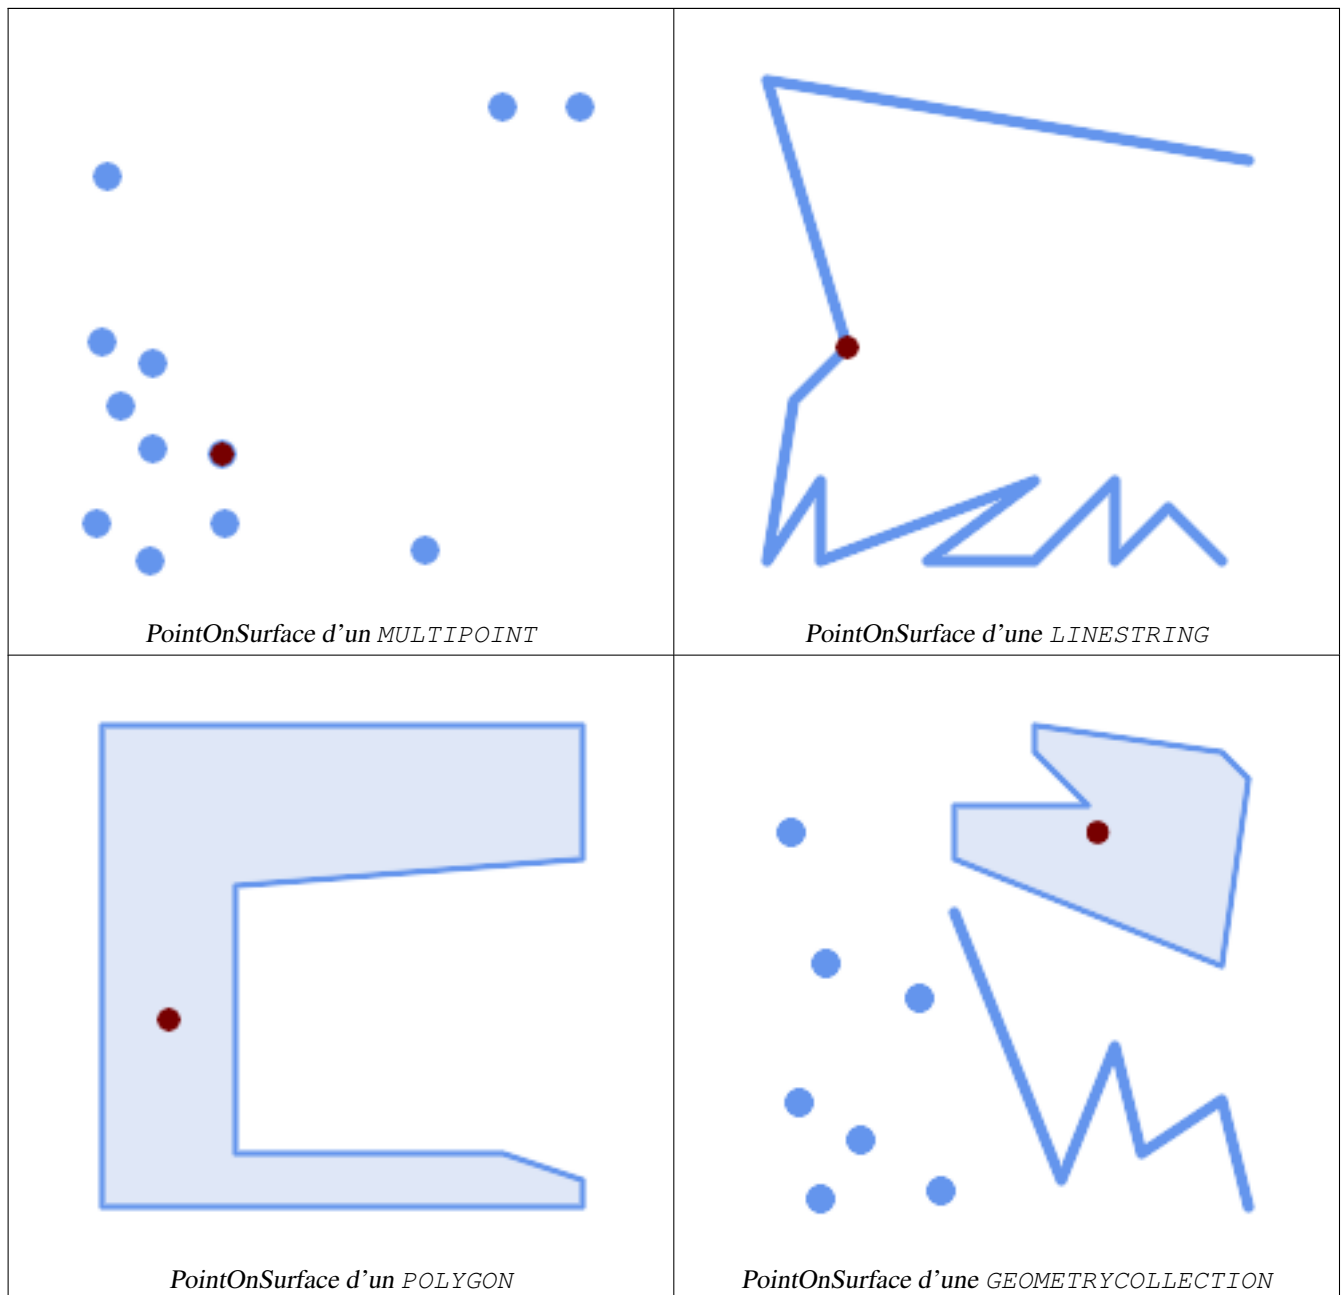 PointOnSurface d'un MULTIPOINT
PointOnSurface d'une LINESTRING
PointOnSurface d'un POLYGON
PointOnSurface d'une GEOMETRYCOLLECTION